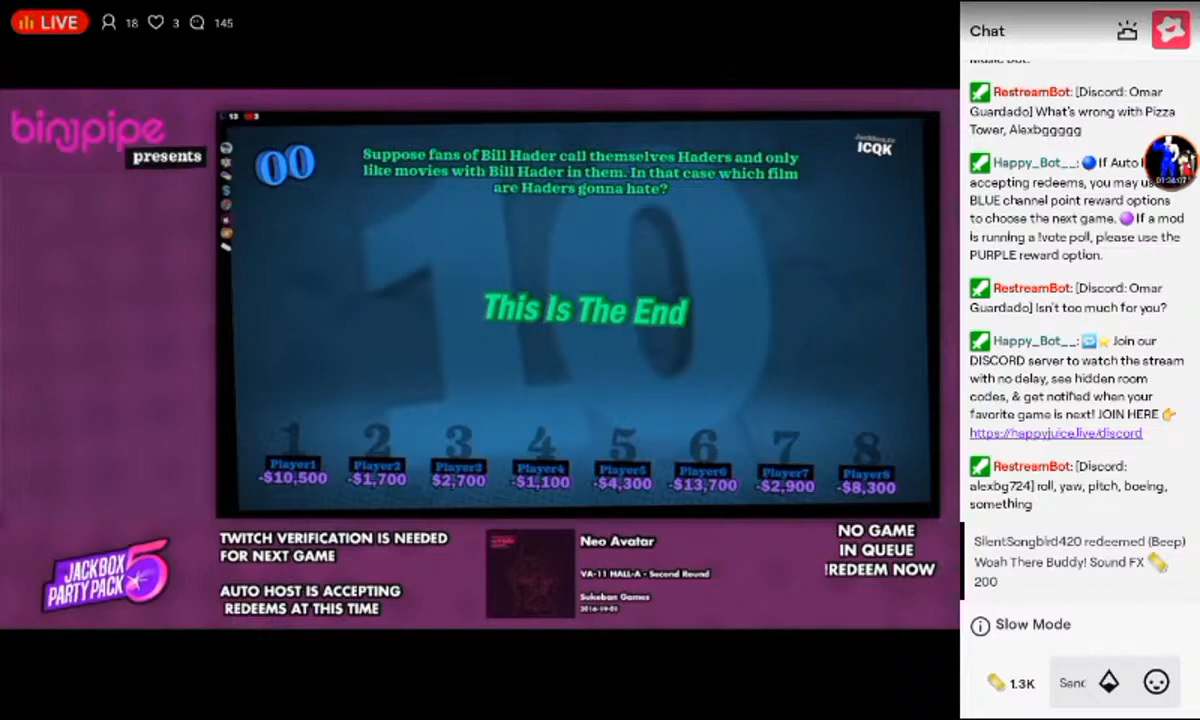 LIVE 18 3 145
binjpipe
presents
13 3
00
Suppose fans of Bill Hader call themselves Haders and only
like movies with Bill Hader in them. In that case which film
are Haders gonna hate?
ICQK
10
This Is The End
1 2 3 4 5 6 7 8
Player1 Player2 Player3 Player4 Player5 Player6 Player7 Player8
-$10,500 -$1,700 $2,700 -$1,100 -$4,300 -$13,700 -$2,900 -$8,300
JACKBOX
PARTY PACK 5
TWITCH VERIFICATION IS NEEDED
FOR NEXT GAME
AUTO HOST IS ACCEPTING
REDEEMS AT THIS TIME
Neo Avatar
VA-11 HALL-A - Second Round
Sukeban Games
NO GAME
IN QUEUE
!REDEEM NOW
Chat
RestreamBot: [Discord: Omar
Guardado] What's wrong with Pizza
Tower, Alexbggggg
Happy_Bot__: If Auto
accepting redeems, you may
BLUE channel point reward options
to choose the next game. If a mod
is running a !vote poll, please use the
PURPLE reward option.
RestreamBot: [Discord: Omar
Guardado] Isn't too much for you?
Happy_Bot__: Join our
DISCORD server to watch the stream
with no delay, see hidden room
codes, & get notified when your
favorite game is next! JOIN HERE
https://happyjuice.live/discord
RestreamBot: [Discord:
alexbg724] roll, yaw, pitch, boeing,
something
SilentSongbird420 redeemed (Beep)
Woah There Buddy! Sound FX
200
Slow Mode
1.3K
Send